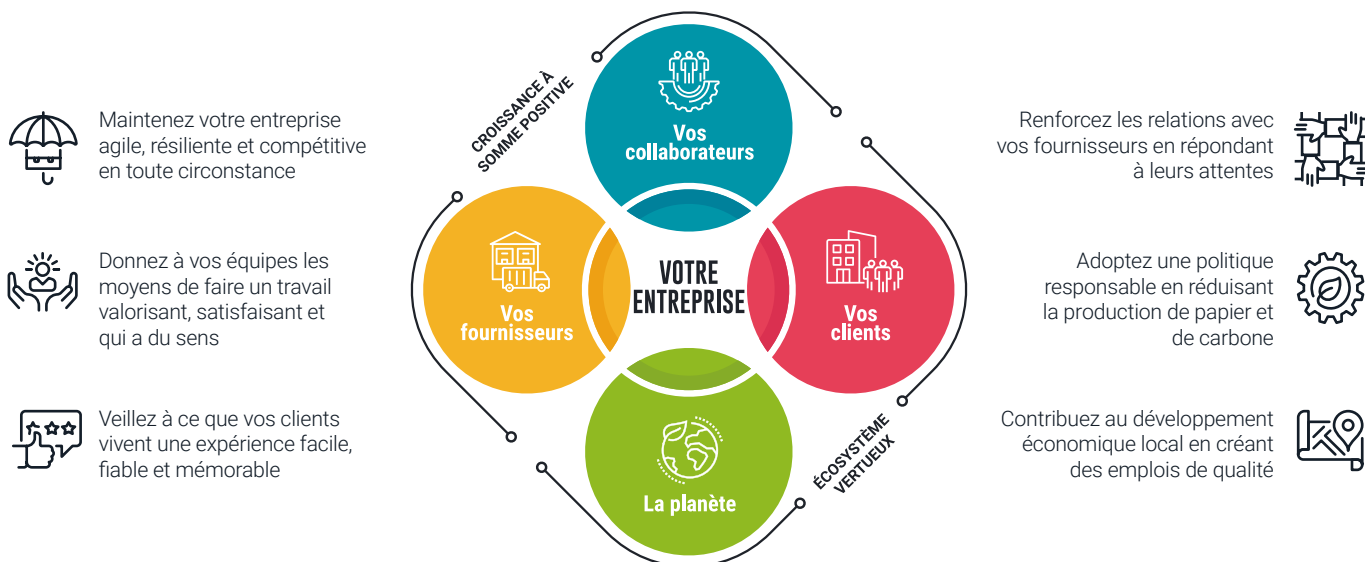 Maintenez votre entreprise
agile, résiliente et compétitive
en toute circonstance
Donnez à vos équipes les
moyens de faire un travail
valorisant, satisfaisant et
qui a du sens
Veillez à ce que vos clients
vivent une expérience facile,
fiable et mémorable
CROISSANCE À
SOMME POSITIVE
Vos
collaborateurs
Vos
fournisseurs
VOTRE
ENTREPRISE
Vos
clients
La planète
ÉCOSYSTÈME
VERTUEUX
Renforcez les relations avec
vos fournisseurs en répondant
à leurs attentes
Adoptez une politique
responsable en réduisant
la production de papier et
de carbone
Contribuez au développement
économique local en créant
des emplois de qualité